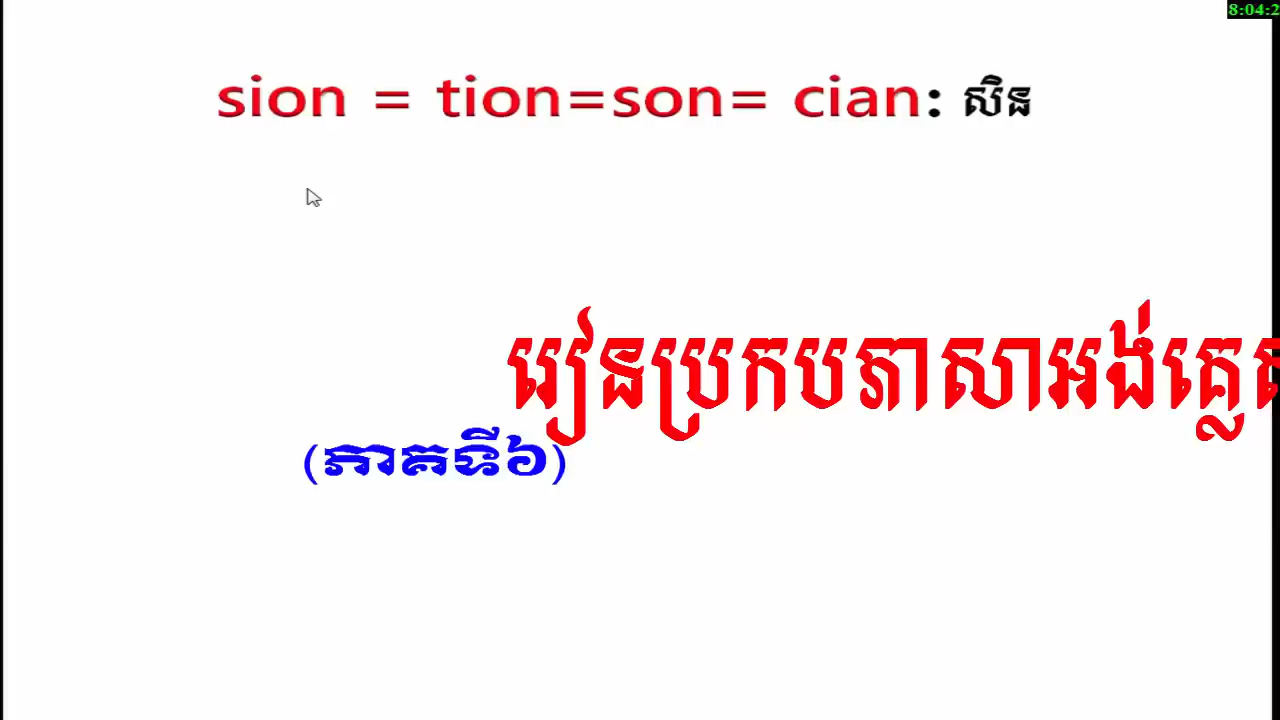 8:04:2
sion = tion=son= cian: សិន
រៀនប្រកបភាសាអង់គ្លេស
(ភាគទី៦)